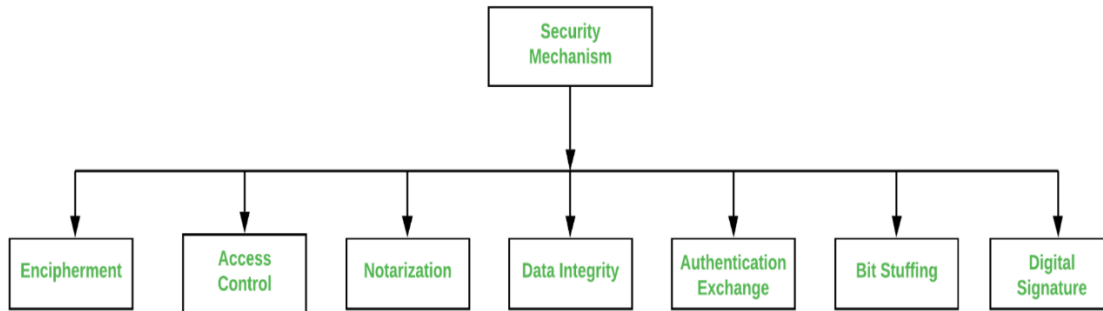 Security
Mechanism
Encipherment
Access
Control
Notarization
Data Integrity
Authentication
Exchange
Bit Stuffing
Digital
Signature